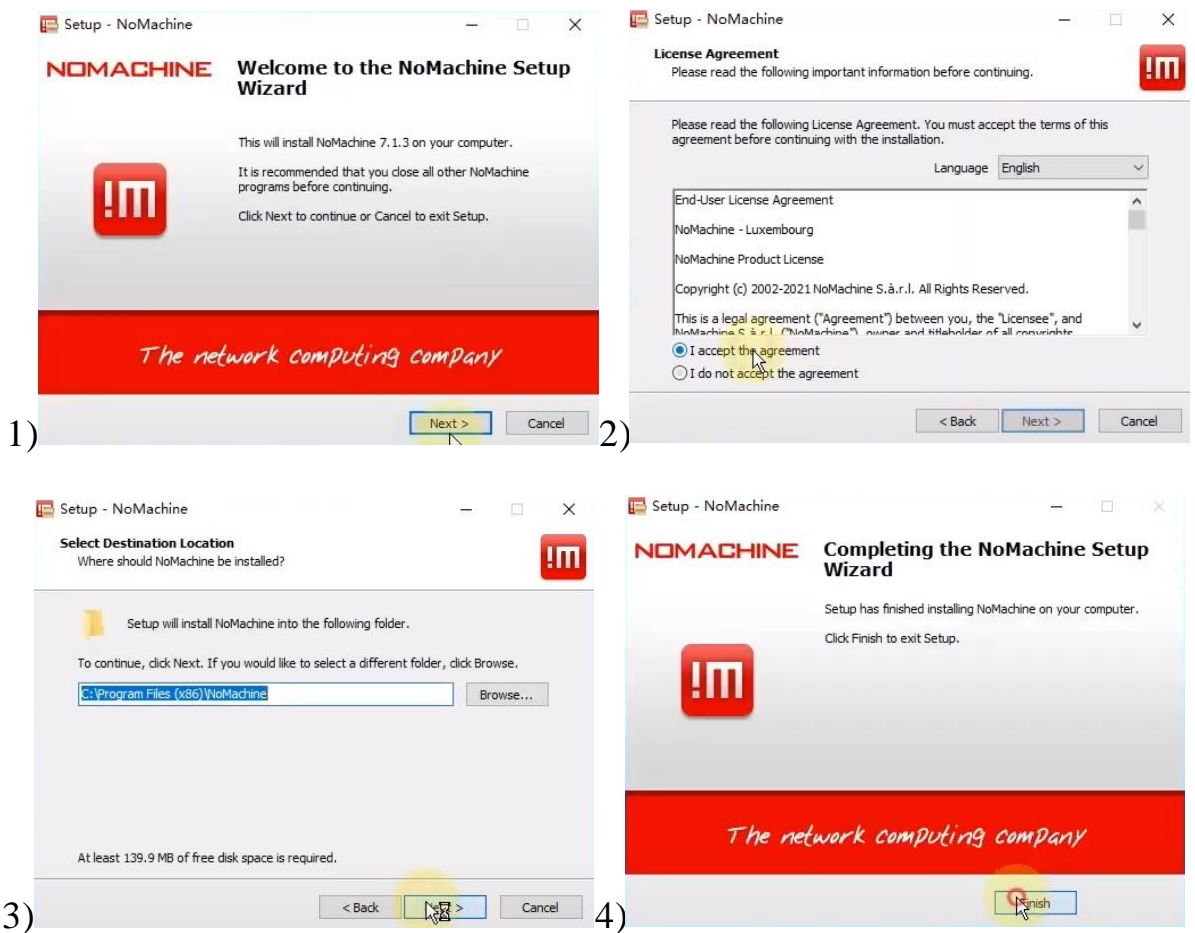 Setup - NoMachine
NOMACHINE
Welcome to the NoMachine Setup
Wizard
This will install NoMachine 7.1.3 on your computer.
It is recommended that you close all other NoMachine
programs before continuing.
Click Next to continue or Cancel to exit Setup.
!m
The network computing company
Next >
Cancel
1)
Setup - NoMachine
License Agreement
Please read the following important information before continuing.
!m
Please read the following License Agreement. You must accept the terms of this
agreement before continuing with the installation.
Language English
End-User License Agreement
NoMachine - Luxembourg
NoMachine Product License
Copyright (c) 2002-2021 NoMachine S.à.r.l. All Rights Reserved.
This is a legal agreement ("Agreement") between you, the "Licensee", and
NoMachine S.à.r.l. ("NoMachine"), owner and titleholder of all copyrights
I accept the agreement
I do not accept the agreement
< Back
Next >
Cancel
2)
Setup - NoMachine
Select Destination Location
Where should NoMachine be installed?
!m
Setup will install NoMachine into the following folder.
To continue, click Next. If you would like to select a different folder, click Browse.
C:\Program Files (x86)\NoMachine
Browse...
At least 139.9 MB of free disk space is required.
< Back
Next >
Cancel
3)
Setup - NoMachine
NOMACHINE
Completing the NoMachine Setup
Wizard
Setup has finished installing NoMachine on your computer.
Click Finish to exit Setup.
!m
The network computing company
Finish
4)